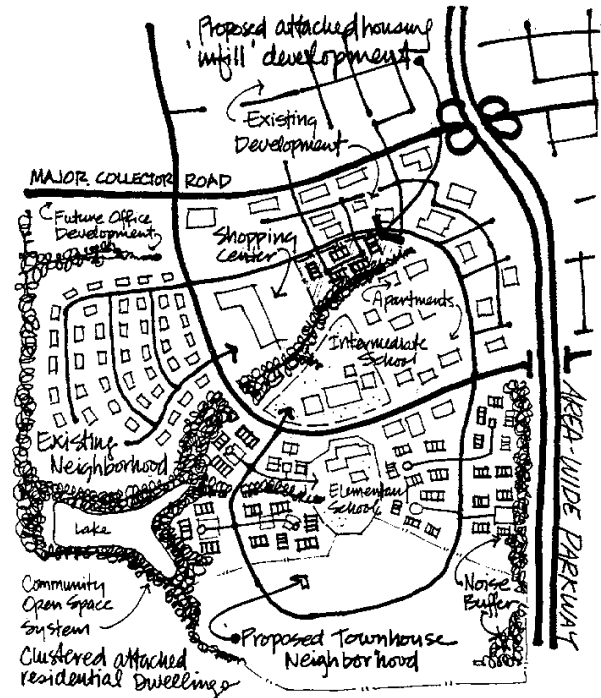 Proposed attached housing
'infill' development
Existing
Development
MAJOR COLLECTOR ROAD
Future Office
Development
Shopping
Center
Apartments
Intermediate
School
Existing
Neighborhood
Elementary
School
Lake
AREA-WIDE PARKWAY
Community
Open Space
System
Noise
Buffer
Proposed Townhouse
Neighborhood
Clustered attached
residential Dwellings